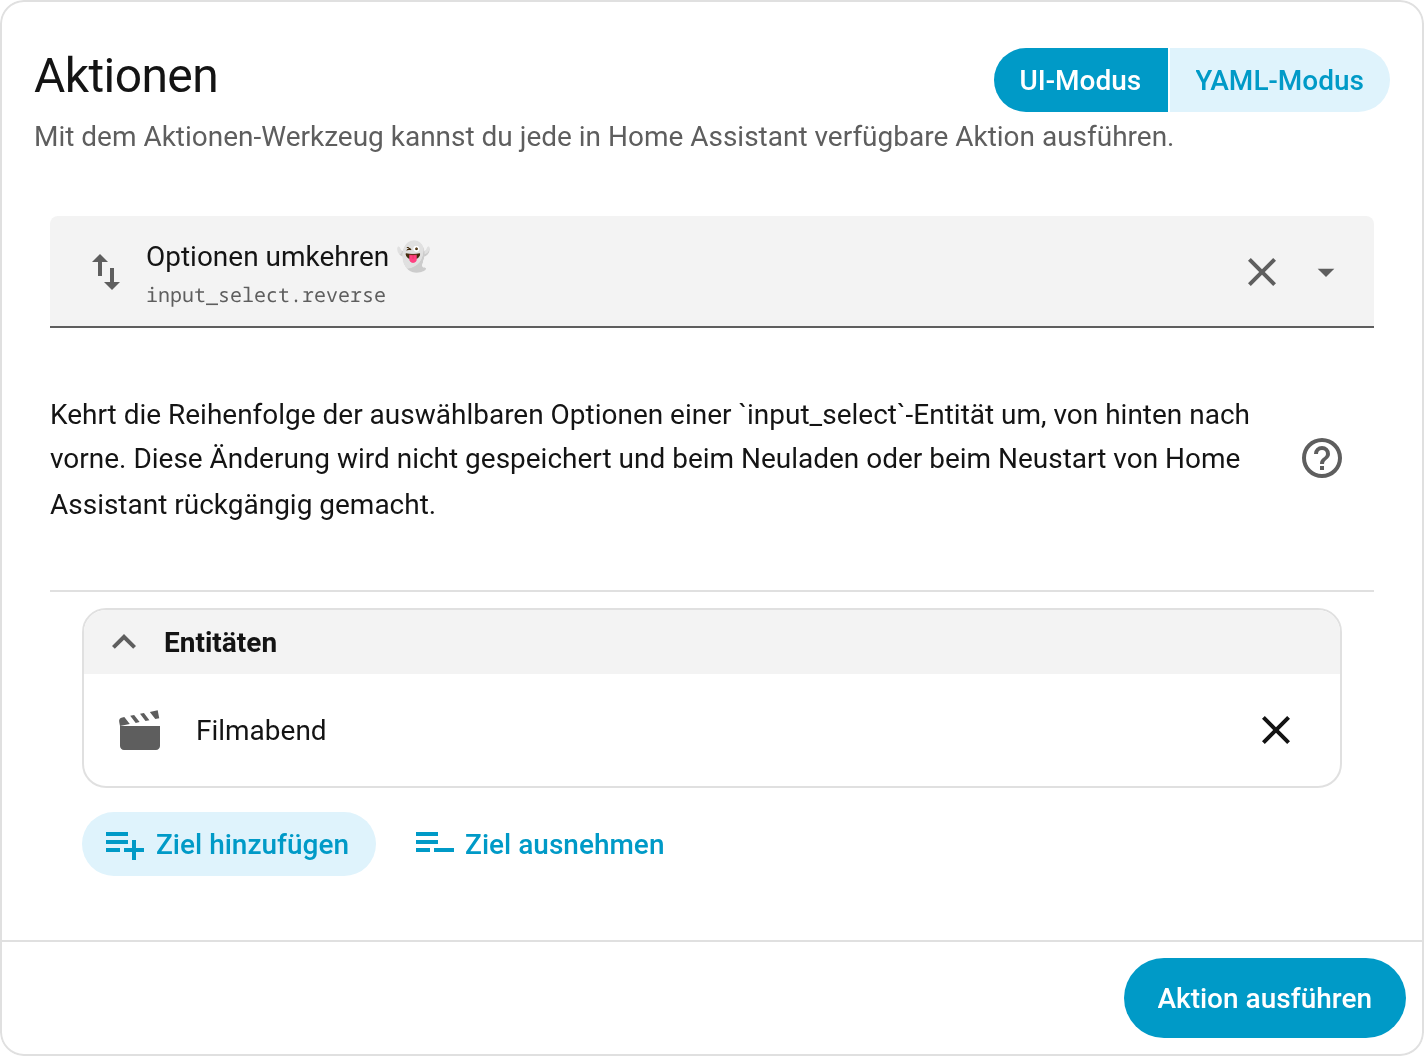 Aktionen
UI-Modus
YAML-Modus
Mit dem Aktionen-Werkzeug kannst du jede in Home Assistant verfügbare Aktion ausführen.
Optionen umkehren 👻
input_select.reverse
Kehrt die Reihenfolge der auswählbaren Optionen einer `input_select`-Entität um, von hinten nach
vorne. Diese Änderung wird nicht gespeichert und beim Neuladen oder beim Neustart von Home
Assistant rückgängig gemacht.
Entitäten
Filmabend
Ziel hinzufügen
Ziel ausnehmen
Aktion ausführen